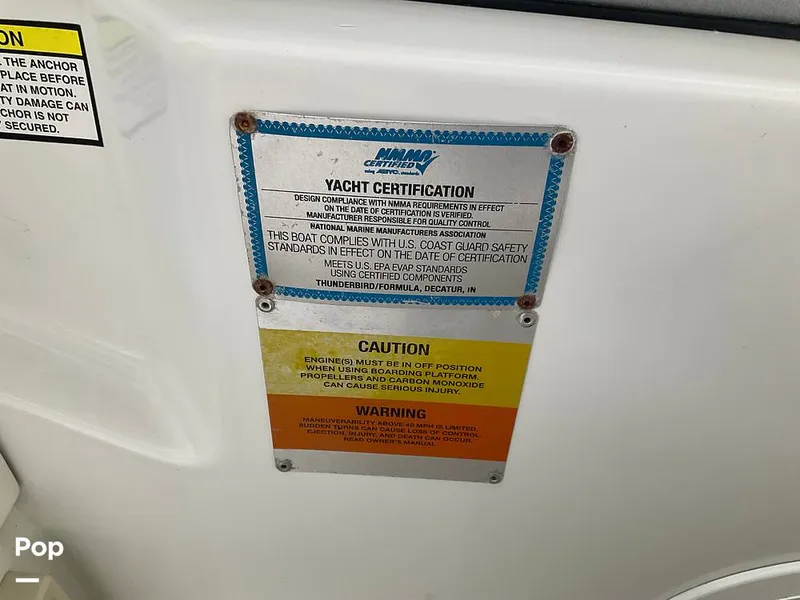 ON
THE ANCHOR
PLACE BEFORE
AT IN MOTION.
TY DAMAGE CAN
CHOR IS NOT
SECURED.
NMMA
CERTIFIED
using ABYC standards
YACHT CERTIFICATION
DESIGN COMPLIANCE WITH NMMA REQUIREMENTS IN EFFECT
ON THE DATE OF CERTIFICATION IS VERIFIED.
MANUFACTURER RESPONSIBLE FOR QUALITY CONTROL
NATIONAL MARINE MANUFACTURERS ASSOCIATION
THIS BOAT COMPLIES WITH U.S. COAST GUARD SAFETY
STANDARDS IN EFFECT ON THE DATE OF CERTIFICATION
MEETS U.S. EPA EVAP STANDARDS
USING CERTIFIED COMPONENTS
THUNDERBIRD/FORMULA, DECATUR, IN
CAUTION
ENGINE(S) MUST BE IN OFF POSITION
WHEN USING BOARDING PLATFORM.
PROPELLERS AND CARBON MONOXIDE
CAN CAUSE SERIOUS INJURY.
WARNING
MANEUVERABILITY ABOVE 40 MPH IS LIMITED,
SUDDEN TURNS CAN CAUSE LOSS OF CONTROL,
EJECTION, INJURY, AND DEATH CAN OCCUR.
READ OWNER'S MANUAL
Pop